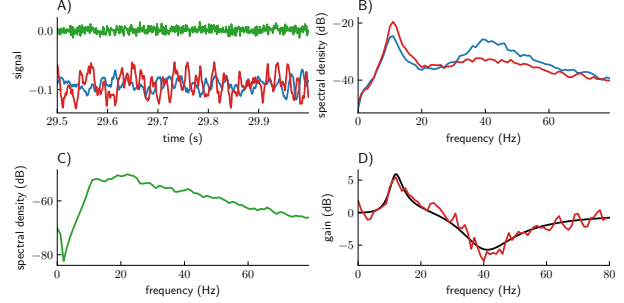 A)
0.0
−0.1
signal
29.5 29.6 29.7 29.8 29.9
time (s)
B)
−20
−40
spectral density (dB)
0 20 40 60
frequency (Hz)
C)
−60
−80
spectral density (dB)
0 20 40 60
frequency (Hz)
D)
5
0
−5
gain (dB)
0 20 40 60 80
frequency (Hz)